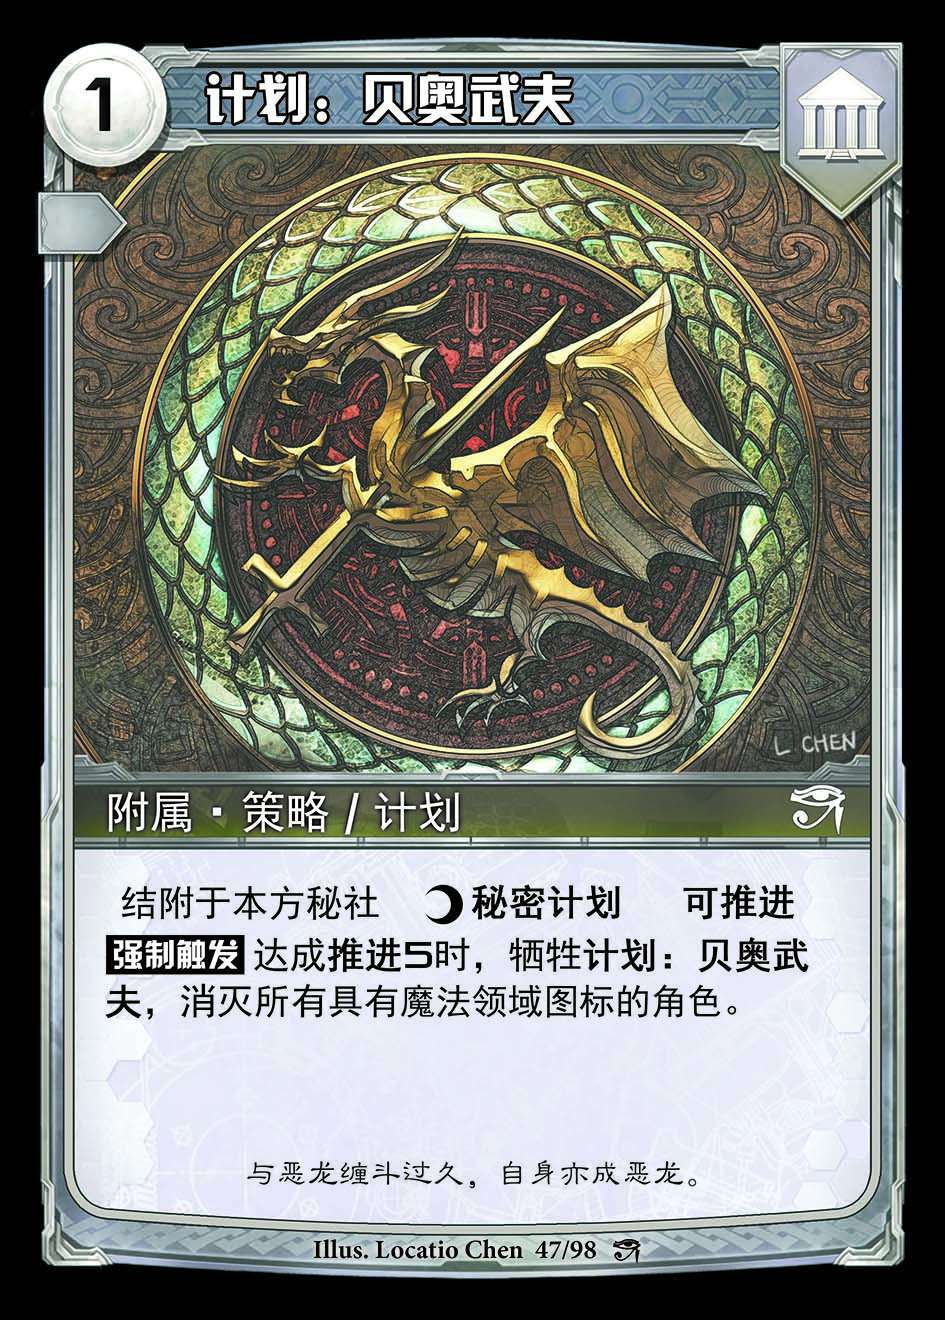 1
计划：贝奥武夫
L CHEN
附属·策略/计划
结附于本方秘社 秘密计划 可推进
强制触发 达成推进5时，牺牲计划：贝奥武
夫，消灭所有具有魔法领域图标的角色。
与恶龙缠斗过久，自身亦成恶龙。
Illus. Locatio Chen 47/98